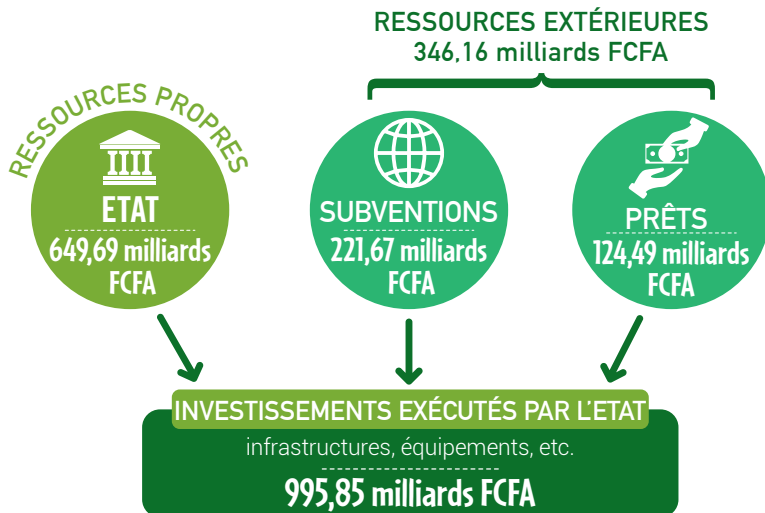 RESSOURCES EXTÉRIEURES
346,16 milliards FCFA
RESSOURCES PROPRES
ETAT
649,69 milliards
FCFA
SUBVENTIONS
221,67 milliards
FCFA
PRÊTS
124,49 milliards
FCFA
INVESTISSEMENTS EXÉCUTÉS PAR L'ETAT
infrastructures, équipements, etc.
995,85 milliards FCFA